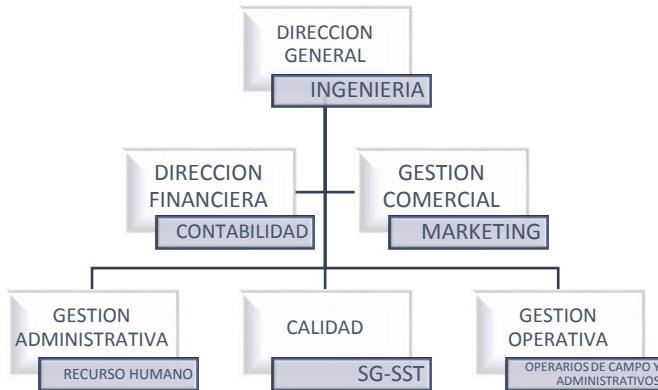 DIRECCION
GENERAL
INGENIERIA
DIRECCION
FINANCIERA
CONTABILIDAD
GESTION
COMERCIAL
MARKETING
GESTION
ADMINISTRATIVA
RECURSO HUMANO
CALIDAD
SG-SST
GESTION
OPERATIVA
OPERARIOS DE CAMPO Y
ADMINISTRATIVOS